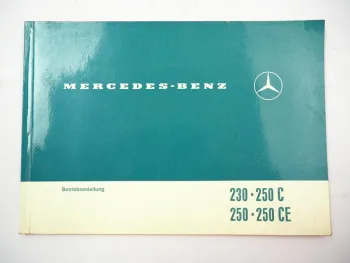 MERCEDES-BENZ
Betriebsanleitung
230 · 250 C
250 · 250 CE